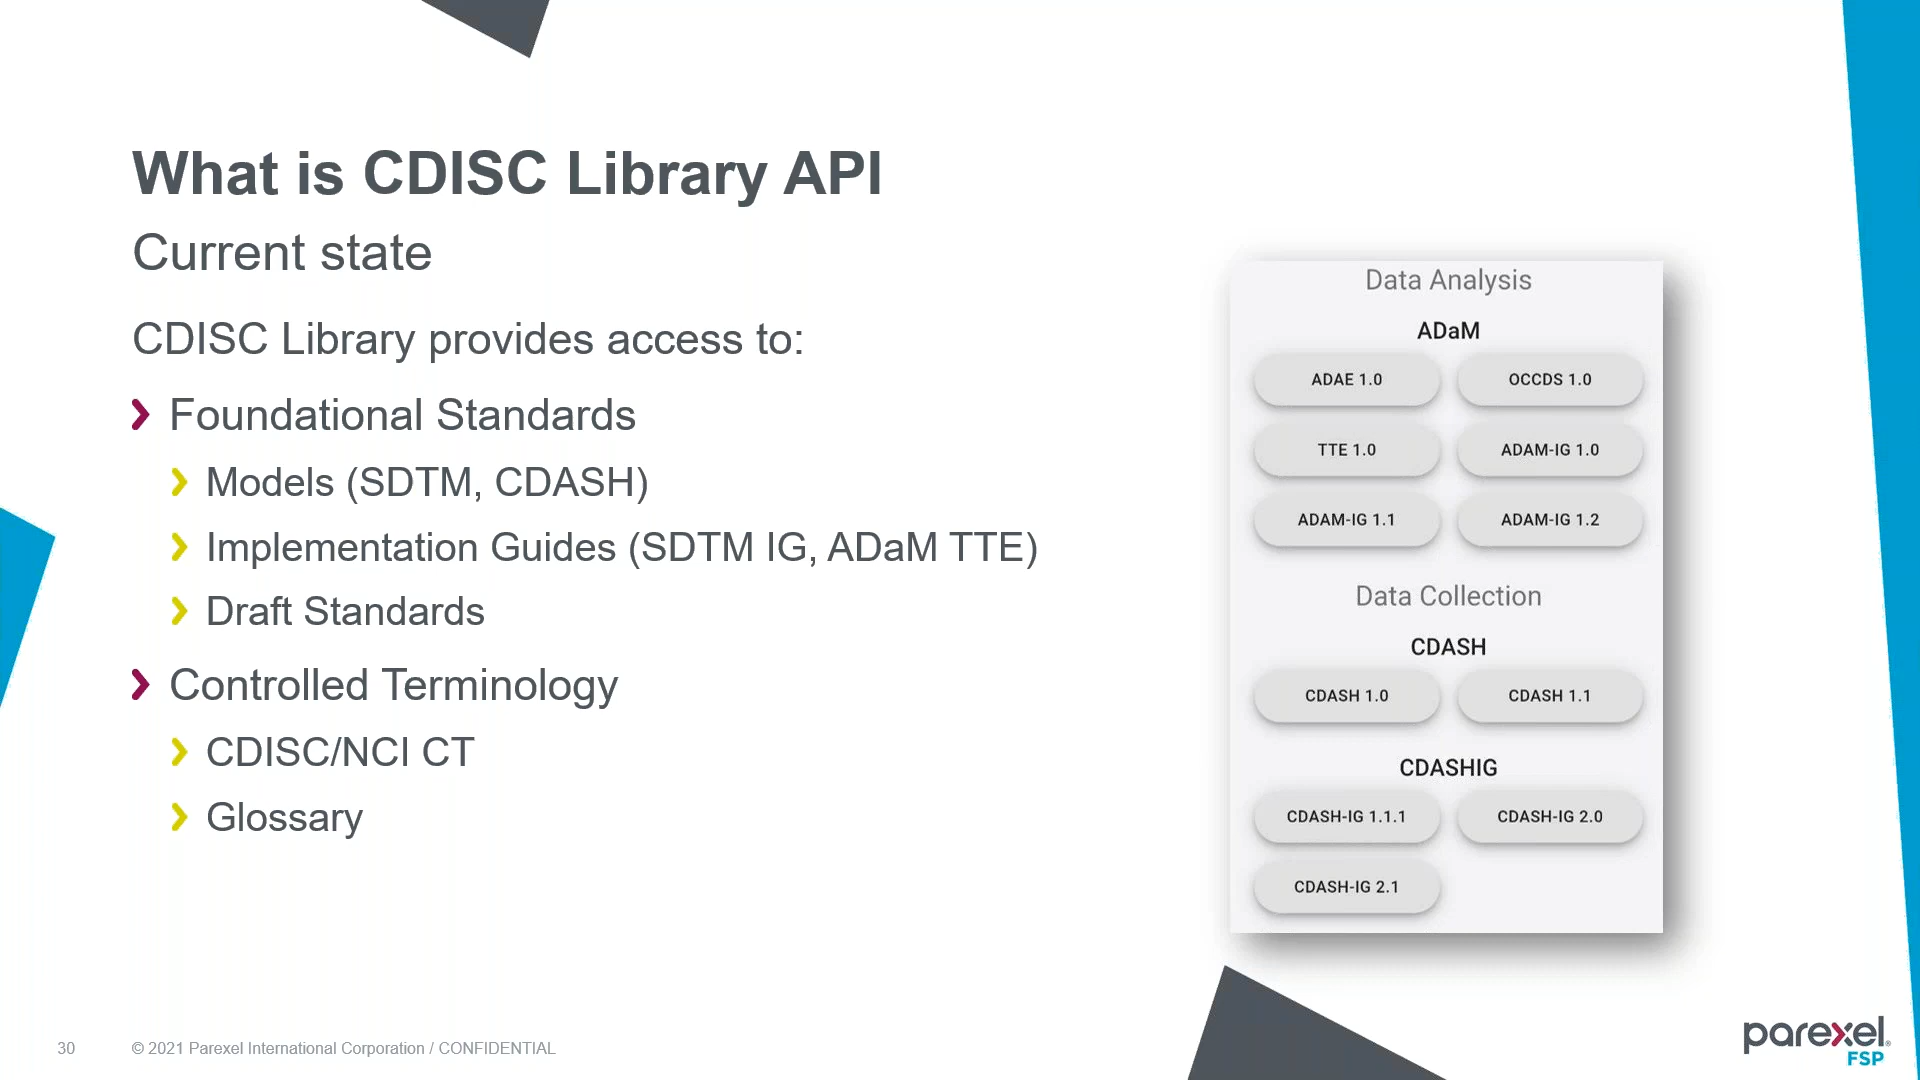 What is CDISC Library API
Current state
CDISC Library provides access to:
Foundational Standards
Models (SDTM, CDASH)
Implementation Guides (SDTM IG, ADaM TTE)
Draft Standards
Controlled Terminology
CDISC/NCI CT
Glossary
Data Analysis
ADaM
ADAE 1.0 OCCDS 1.0
TTE 1.0 ADAM-IG 1.0
ADAM-IG 1.1 ADAM-IG 1.2
Data Collection
CDASH
CDASH 1.0 CDASH 1.1
CDASHIG
CDASH-IG 1.1.1 CDASH-IG 2.0
CDASH-IG 2.1
30 © 2021 Parexel International Corporation / CONFIDENTIAL
parexel®
FSP